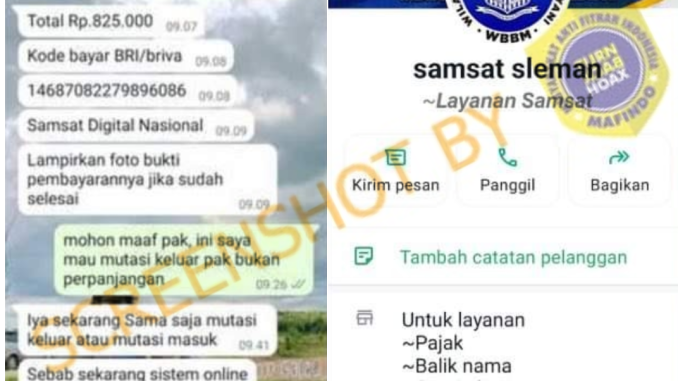 Total Rp.825.000 09.07
Kode bayar BRI/briva 09.08
14687082279896086 09.08
Samsat Digital Nasional 09.09
Lampirkan foto bukti
pembayarannya jika sudah
selesai 09.09
mohon maaf pak, ini saya
mau mutasi keluar pak bukan
perpanjangan 09.26
Iya sekarang Sama saja mutasi
keluar atau mutasi masuk 09.41
Sebab sekarang sistem online
SCREENSHOT BY
WBBM
samsat sleman
~Layanan Samsat
MASYARAKAT ANTI FITNAH INDONESIA
TURN
BACK
HOAX
MAFINDO
Kirim pesan
Panggil
Bagikan
Tambah catatan pelanggan
Untuk layanan
~Pajak
~Balik nama